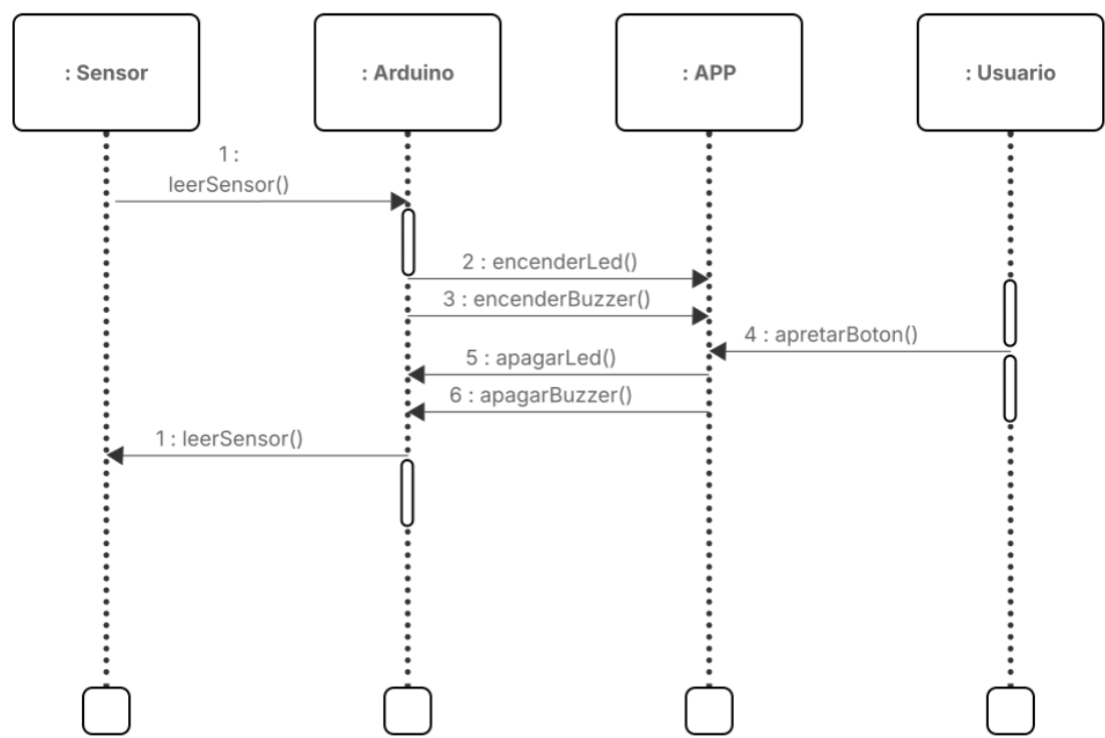 : Sensor
: Arduino
: APP
: Usuario
1 :
leerSensor()
2 : encenderLed()
3 : encenderBuzzer()
4 : apretarBoton()
5 : apagarLed()
6 : apagarBuzzer()
1 : leerSensor()